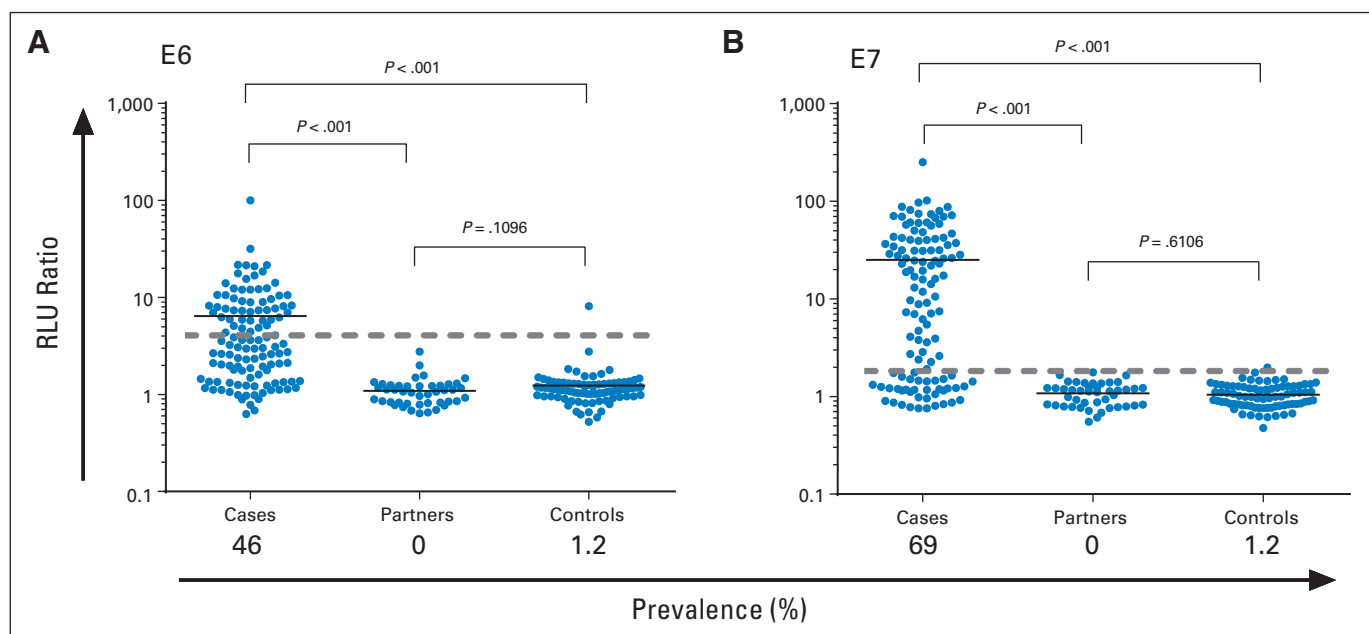 A
E6
P < .001
P < .001
P = .1096
1,000
100
10
1
0.1
RLU Ratio
Cases
Partners
Controls
46
0
1.2
B
E7
P < .001
P < .001
P = .6106
1,000
100
10
1
0.1
Cases
Partners
Controls
69
0
1.2
Prevalence (%)